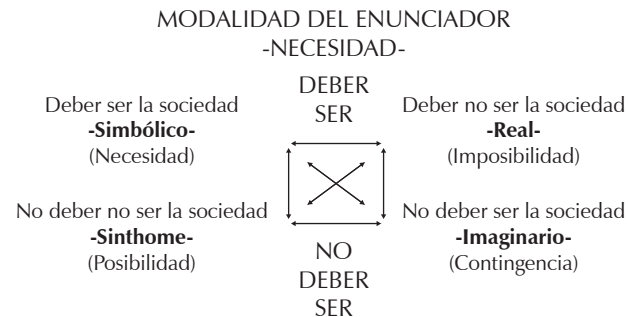 MODALIDAD DEL ENUNCIADOR
-NECESIDAD-
DEBER
SER
Deber ser la sociedad
-Simbólico-
(Necesidad)
Deber no ser la sociedad
-Real-
(Imposibilidad)
No deber no ser la sociedad
-Sinthome-
(Posibilidad)
No deber ser la sociedad
-Imaginario-
(Contingencia)
NO
DEBER
SER